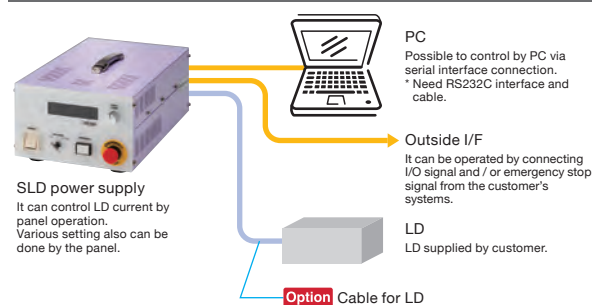 PC
Possible to control by PC via
serial interface connection.
* Need RS232C interface and
cable.
Outside I/F
It can be operated by connecting
I/O signal and / or emergency stop
signal from the customer's
systems.
SLD power supply
It can control LD current by
panel operation.
Various setting also can be
done by the panel.
LD
LD supplied by customer.
Option Cable for LD